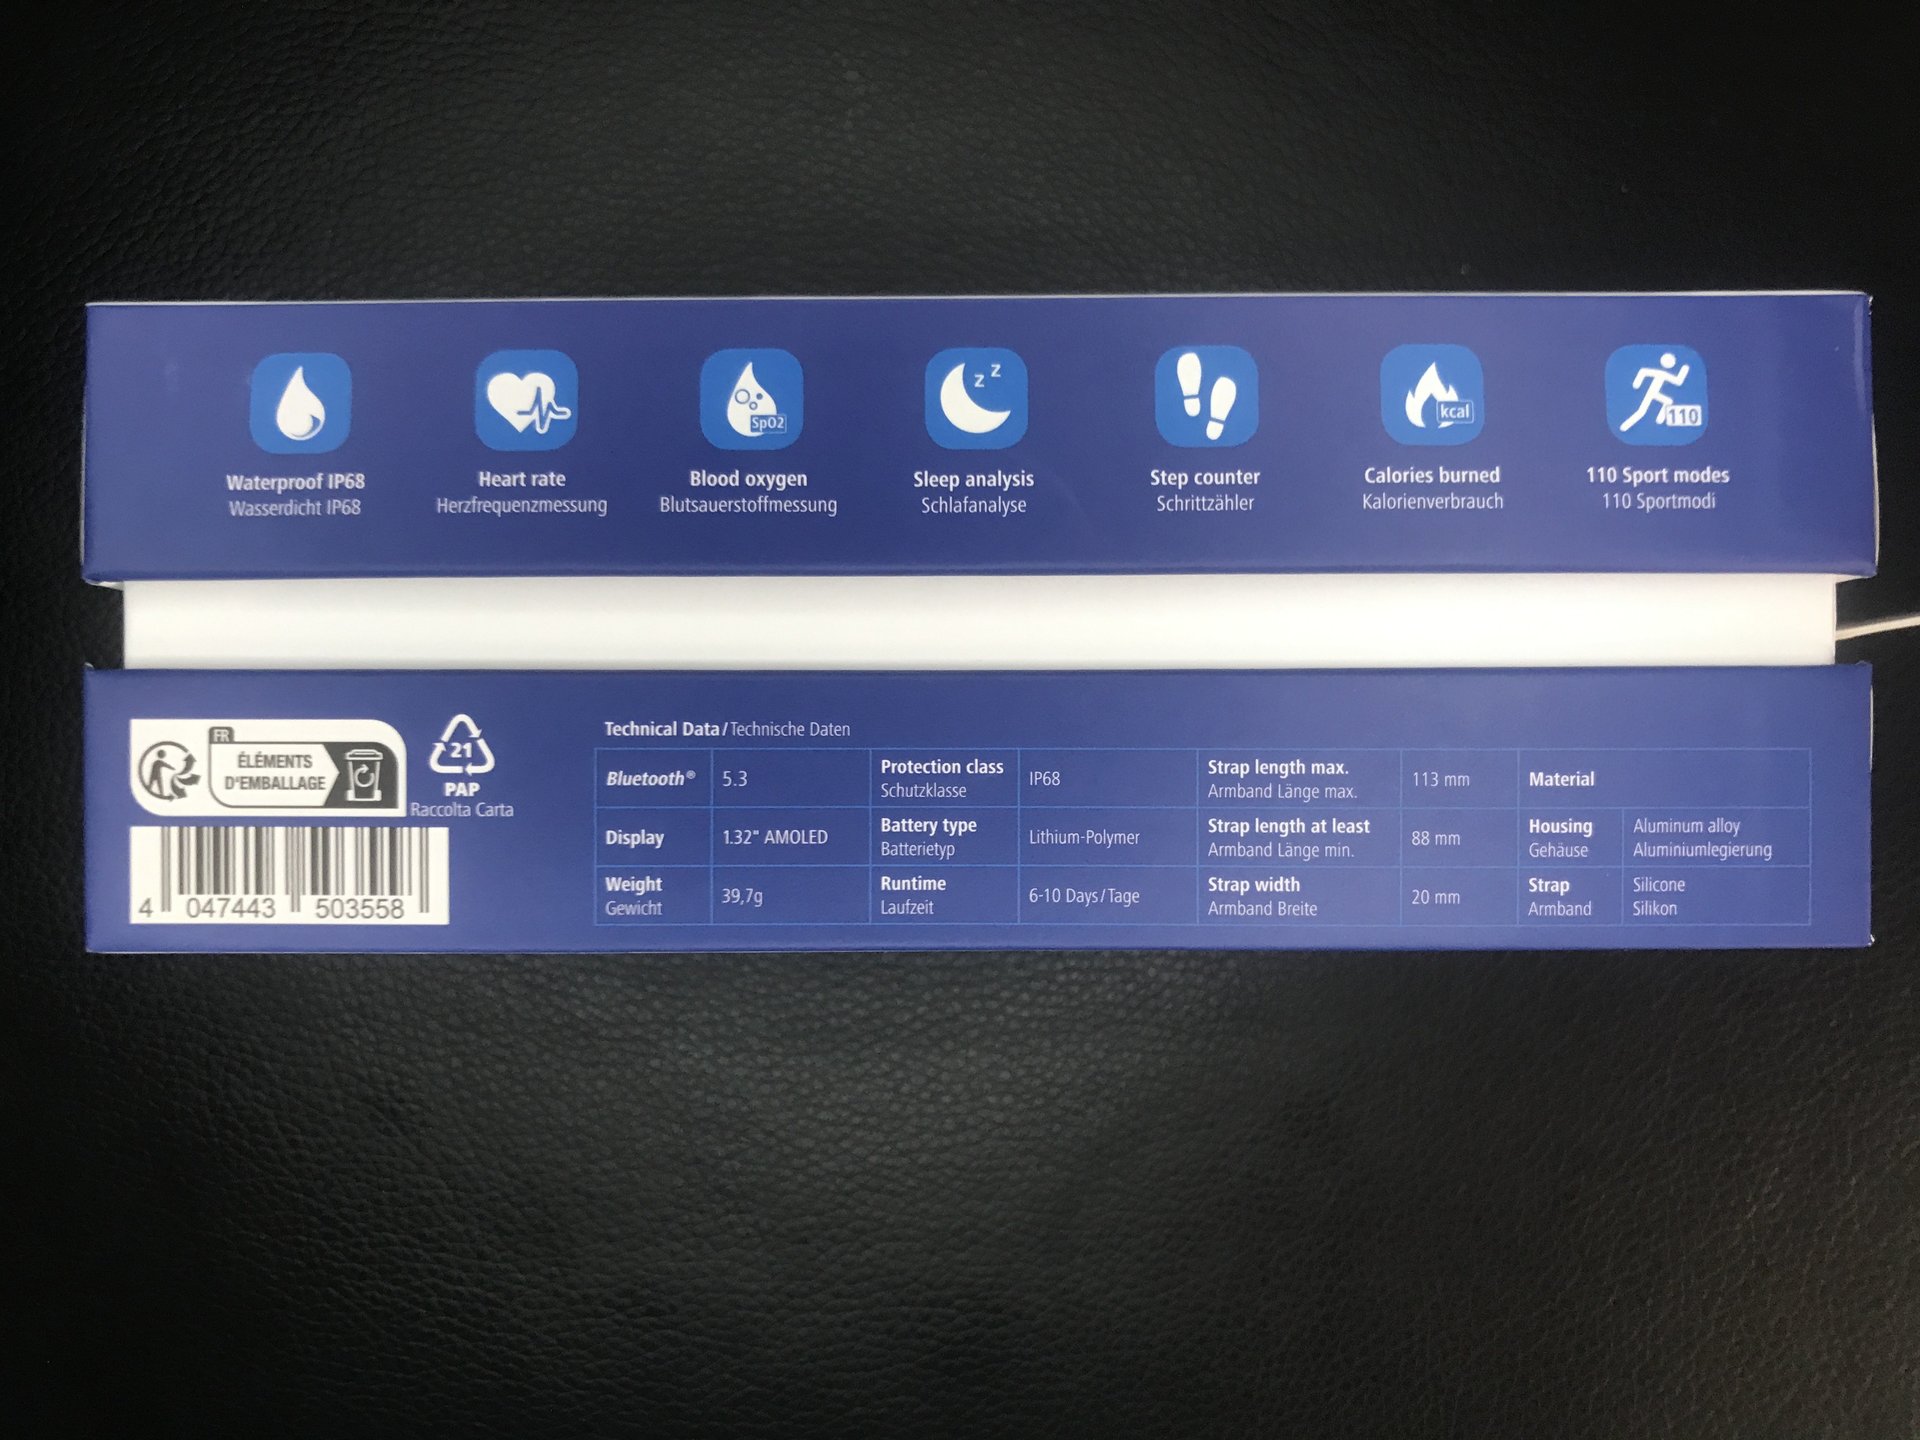 SpO2
z z
kcal
110
Waterproof IP68
Wasserdicht IP68
Heart rate
Herzfrequenzmessung
Blood oxygen
Blutsauerstoffmessung
Sleep analysis
Schlafanalyse
Step counter
Schrittzähler
Calories burned
Kalorienverbrauch
110 Sport modes
110 Sportmodi
FR
ÉLÉMENTS
D'EMBALLAGE
21
PAP
Raccolta Carta
4 047443 503558
Technical Data/Technische Daten
Bluetooth® 5.3
Protection class
Schutzklasse
IP68
Strap length max.
Armband Länge max.
113 mm
Material
Display
1.32" AMOLED
Battery type
Batterietyp
Lithium-Polymer
Strap length at least
Armband Länge min.
88 mm
Housing
Gehäuse
Aluminum alloy
Aluminiumlegierung
Weight
Gewicht
39,7g
Runtime
Laufzeit
6-10 Days/Tage
Strap width
Armband Breite
20 mm
Strap
Armband
Silicone
Silikon